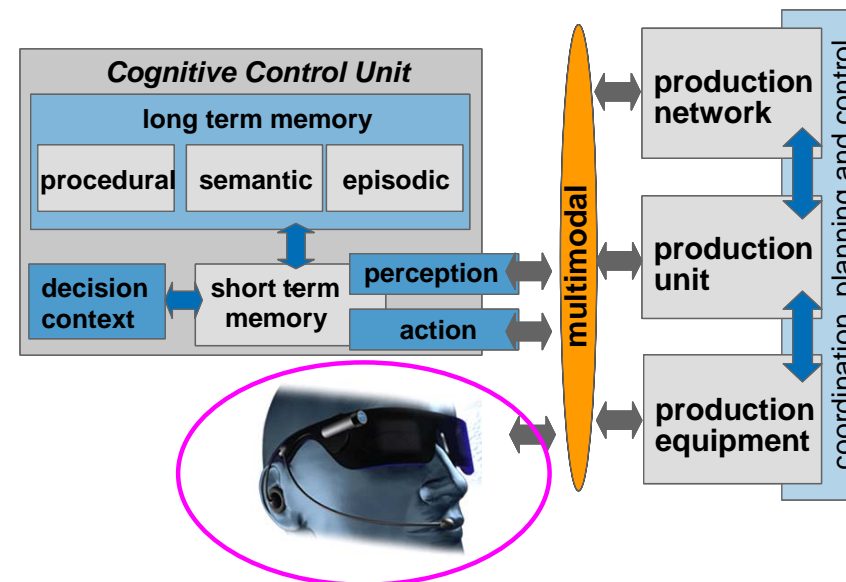 Cognitive Control Unit
long term memory
procedural
semantic
episodic
perception
decision
context
short term
memory
action
multimodal
production
network
production
unit
production
equipment
coordination, planning and control